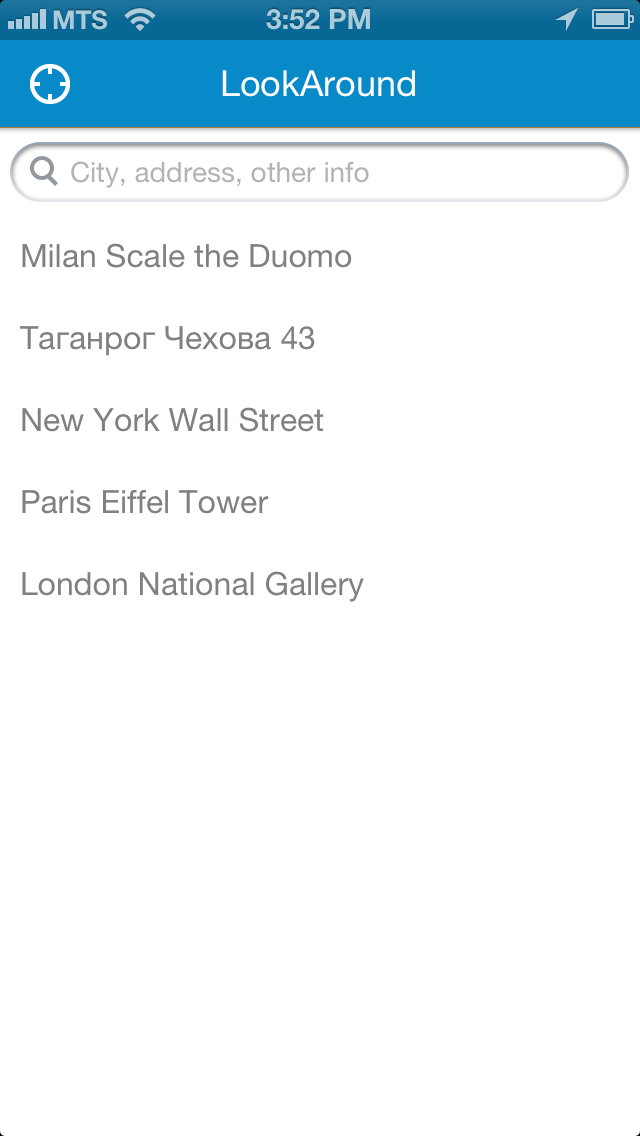 MTS 3:52 PM
LookAround
City, address, other info
Milan Scale the Duomo
Таганрог Чехова 43
New York Wall Street
Paris Eiffel Tower
London National Gallery